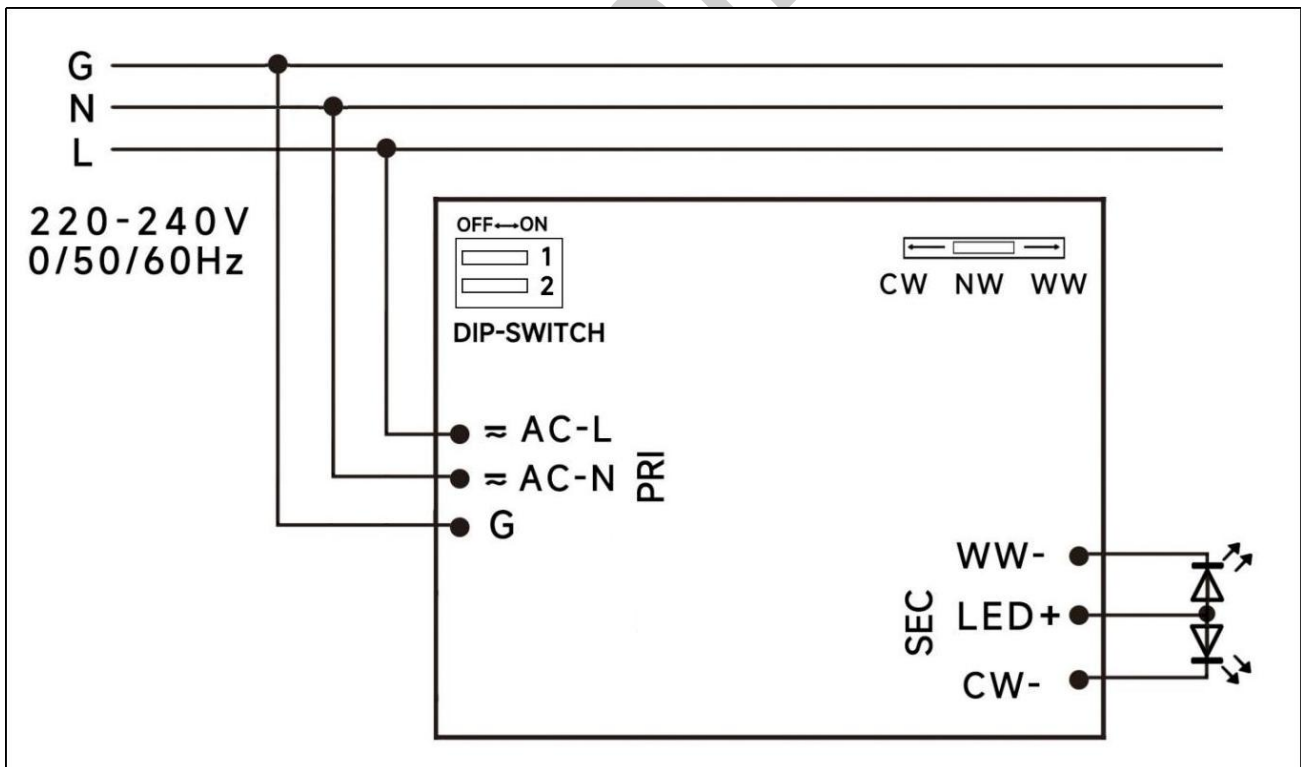 G
N
L
220-240V
0/50/60Hz
OFF↔ON
1
2
DIP-SWITCH
CW NW WW
≂ AC-L
≂ AC-N
PRI
G
WW-
SEC
LED+
CW-